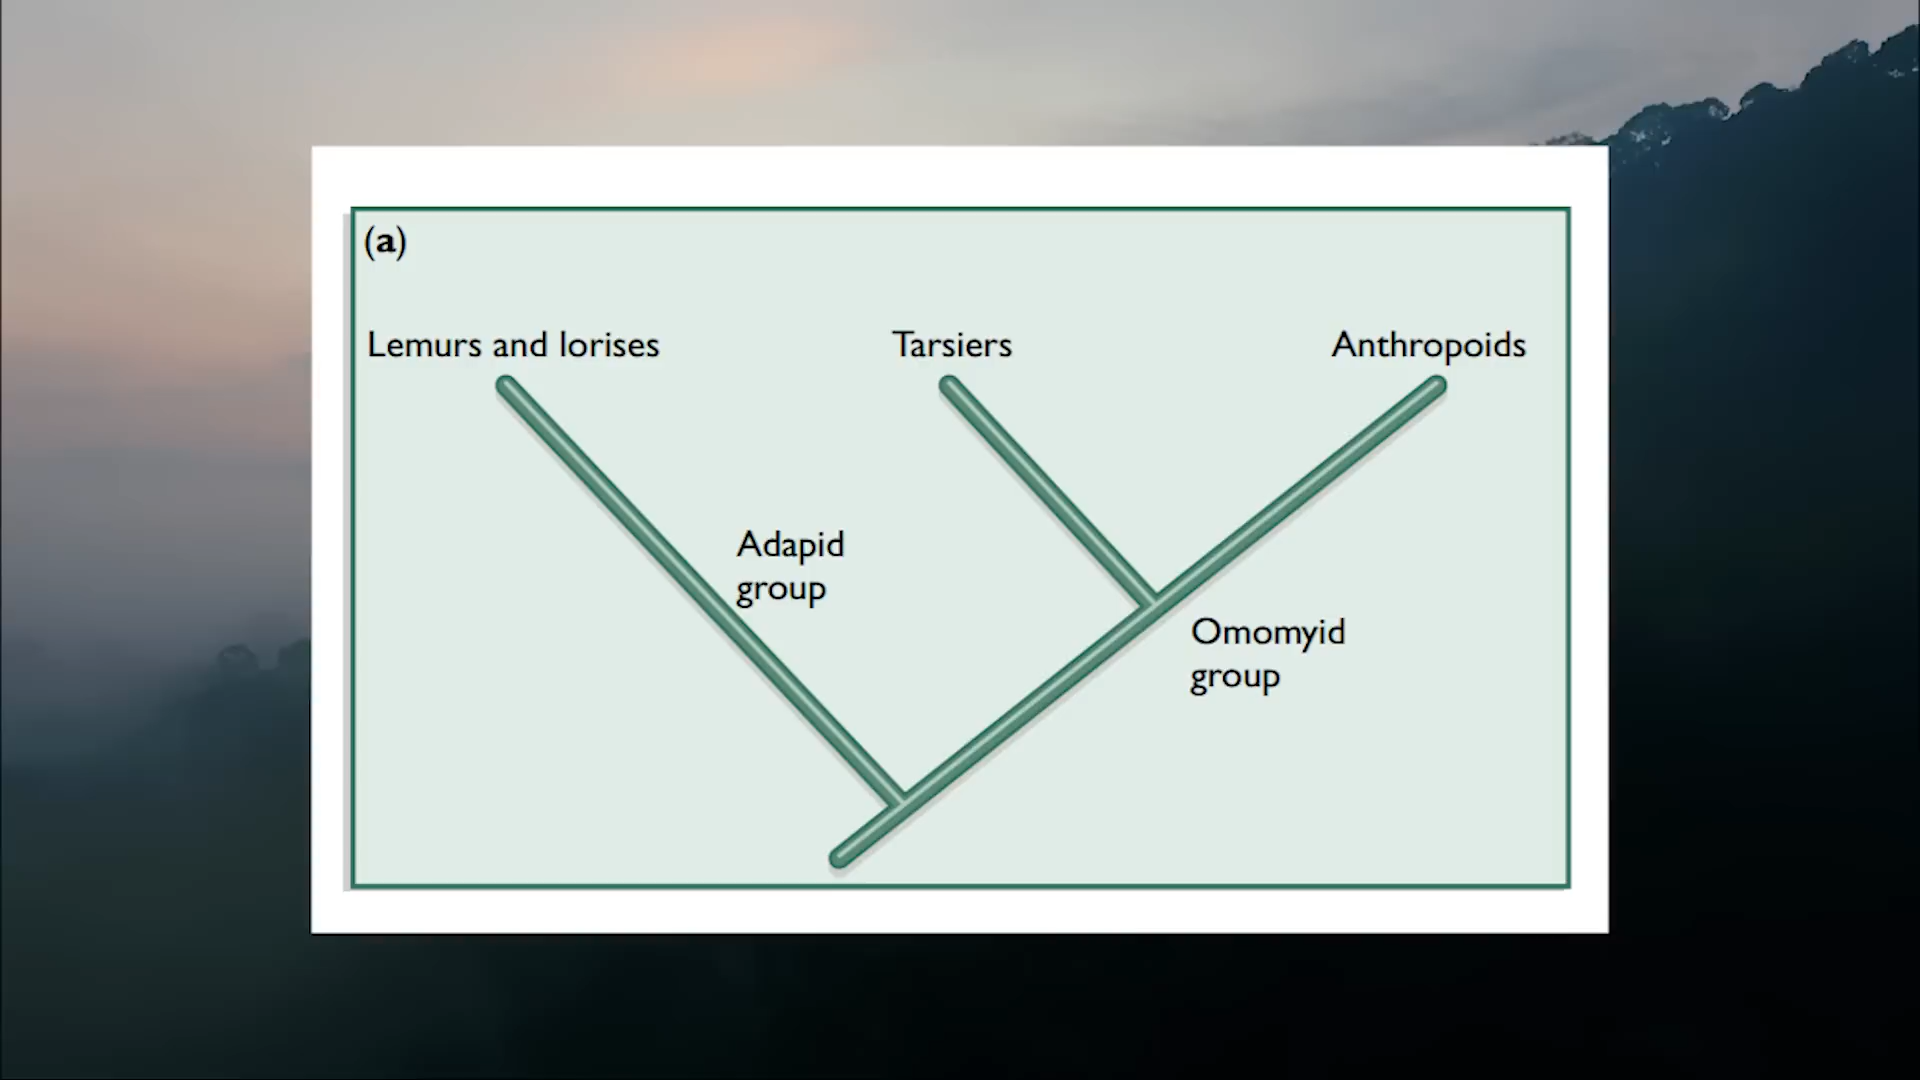 (a)
Lemurs and lorises
Tarsiers
Anthropoids
Adapid
group
Omomyid
group